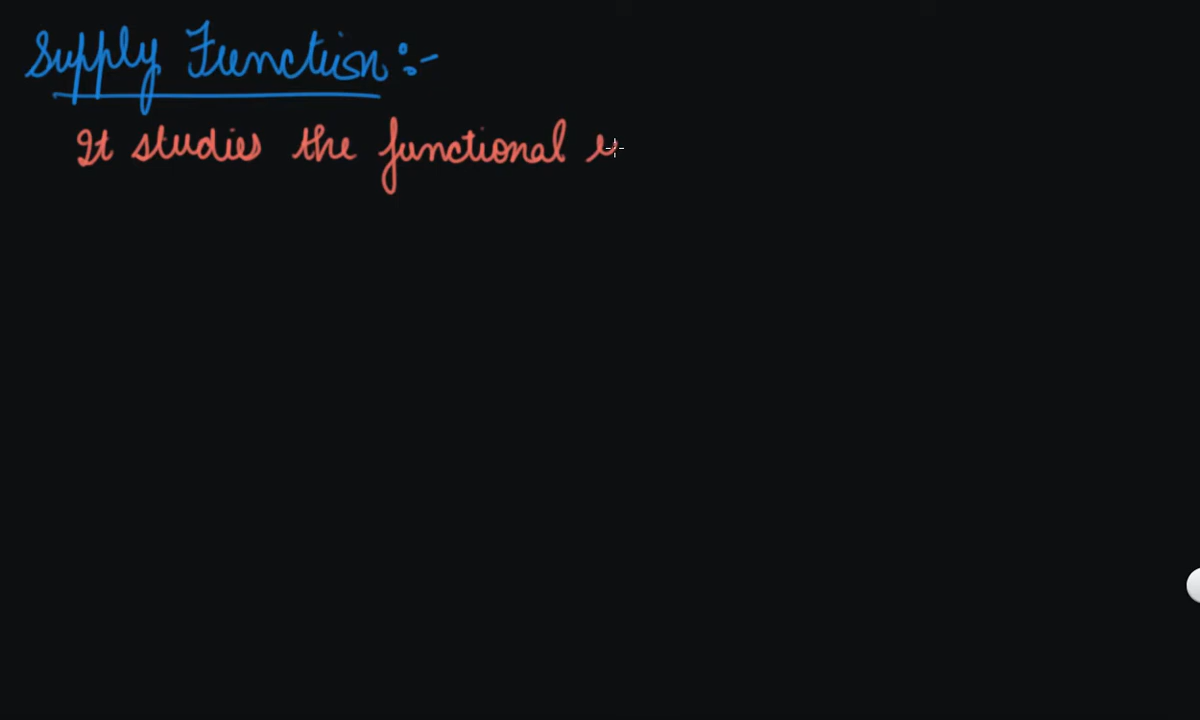 Supply Function :-
It studies the functional